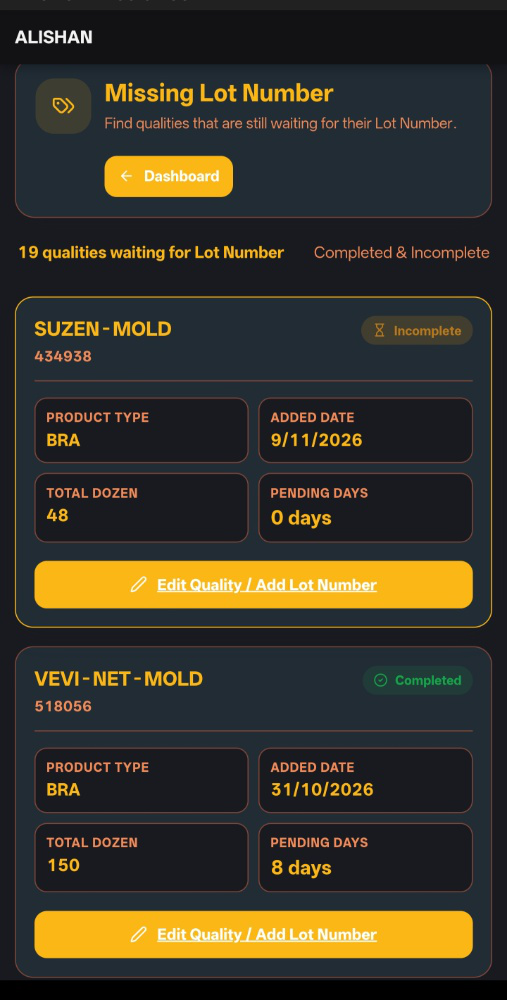 ALISHAN
Missing Lot Number
Find qualities that are still waiting for their Lot Number.
Dashboard
19 qualities waiting for Lot Number
Completed & Incomplete
SUZEN-MOLD
Incomplete
434938
PRODUCT TYPE
BRA
ADDED DATE
9/11/2026
TOTAL DOZEN
48
PENDING DAYS
0 days
Edit Quality / Add Lot Number
VEVI-NET-MOLD
Completed
518056
PRODUCT TYPE
BRA
ADDED DATE
31/10/2026
TOTAL DOZEN
150
PENDING DAYS
8 days
Edit Quality / Add Lot Number